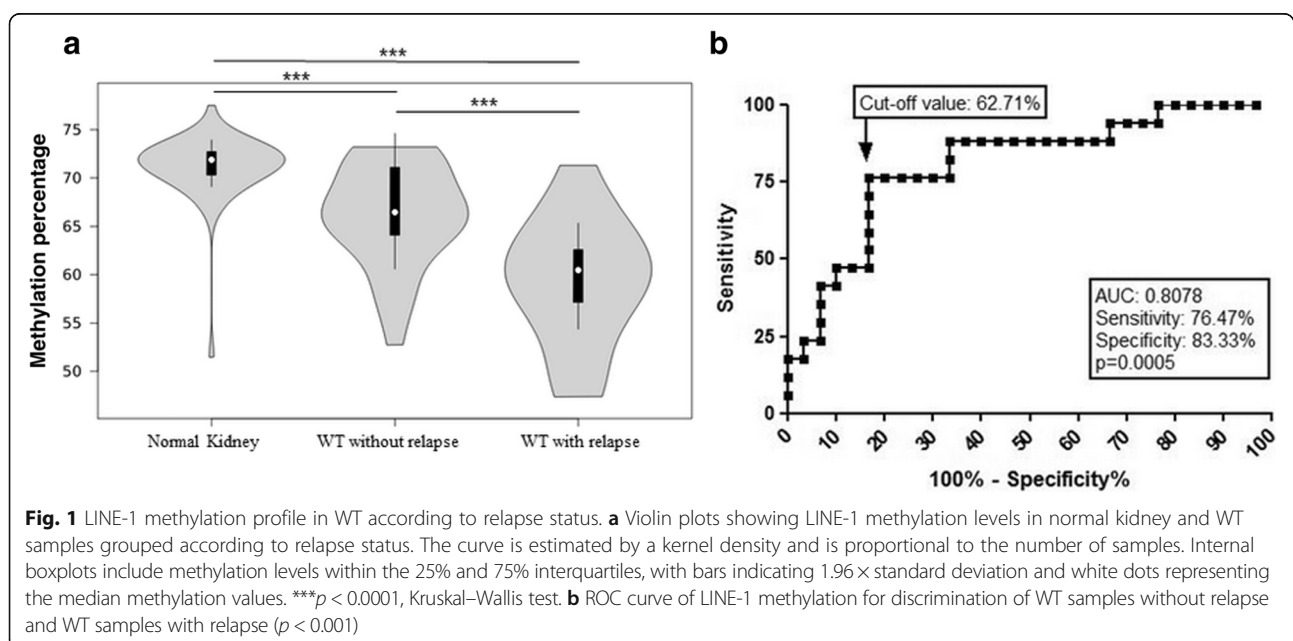 a
***
***
***
Methylation percentage
75
70
65
60
55
50
Normal Kidney
WT without relapse
WT with relapse
b
Cut-off value: 62.71%
Sensitivity
100
75
50
25
0
AUC: 0.8078
Sensitivity: 76.47%
Specificity: 83.33%
p=0.0005
0 10 20 30 40 50 60 70 80 90 100
100% - Specificity%
Fig. 1 LINE-1 methylation profile in WT according to relapse status. a Violin plots showing LINE-1 methylation levels in normal kidney and WT
samples grouped according to relapse status. The curve is estimated by a kernel density and is proportional to the number of samples. Internal
boxplots include methylation levels within the 25% and 75% interquartiles, with bars indicating 1.96 × standard deviation and white dots representing
the median methylation values. ***p < 0.0001, Kruskal–Wallis test. b ROC curve of LINE-1 methylation for discrimination of WT samples without relapse
and WT samples with relapse (p < 0.001)